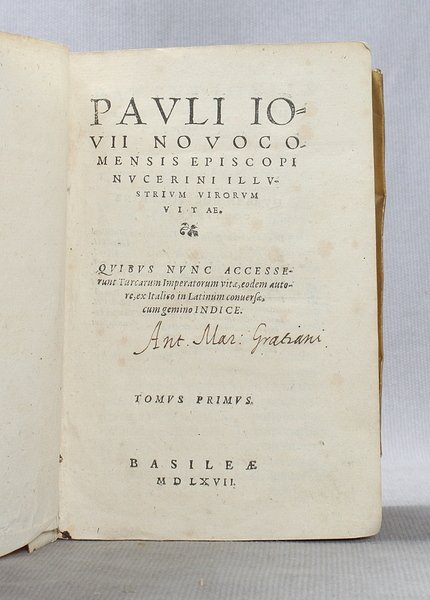 PAVLI IO=
VII NOVOCO-
MENSIS EPISCOPI
NVCERINI ILLV-
STRIVM VIRORVM
VITAE.
QVIBVS NVNC ACCESSE-
runt Turcarum Imperatorum vitæ, eodem auto-
re, ex Italico in Latinum conuersæ,
cum gemino INDICE.
Ant. Mar: Gratiani
TOMVS PRIMVS.
BASILEÆ
MDLXVII.